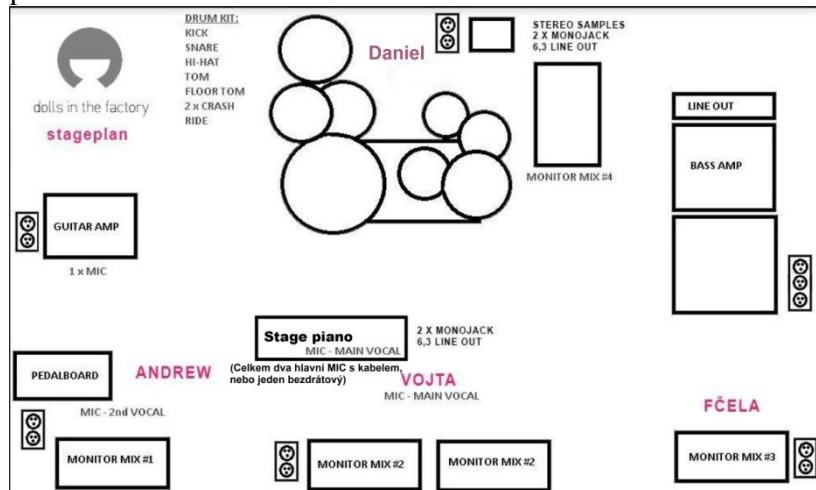 dolls in the factory
stageplan
DRUM KIT:
KICK
SNARE
HI-HAT
TOM
FLOOR TOM
2 x CRASH
RIDE
Daniel
STEREO SAMPLES
2 X MONOJACK
6,3 LINE OUT
MONITOR MIX #4
LINE OUT
BASS AMP
GUITAR AMP
1 x MIC
Stage piano
MIC - MAIN VOCAL
2 X MONOJACK
6,3 LINE OUT
(Celkem dva hlavní MIC s kabelem,
nebo jeden bezdrátový)
PEDALBOARD
ANDREW
MIC - 2nd VOCAL
VOJTA
MIC - MAIN VOCAL
FČELA
MONITOR MIX #1
MONITOR MIX #2
MONITOR MIX #2
MONITOR MIX #3